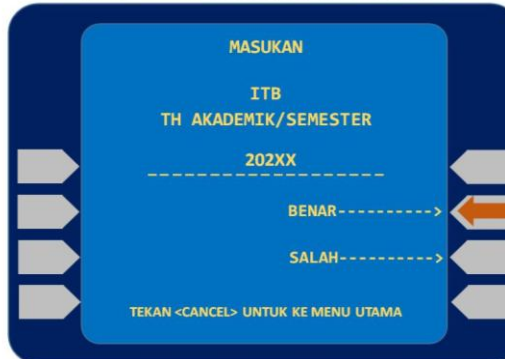 MASUKAN
ITB
TH AKADEMIK/SEMESTER
202XX
--------------------
BENAR---------->
SALAH---------->
TEKAN <CANCEL> UNTUK KE MENU UTAMA